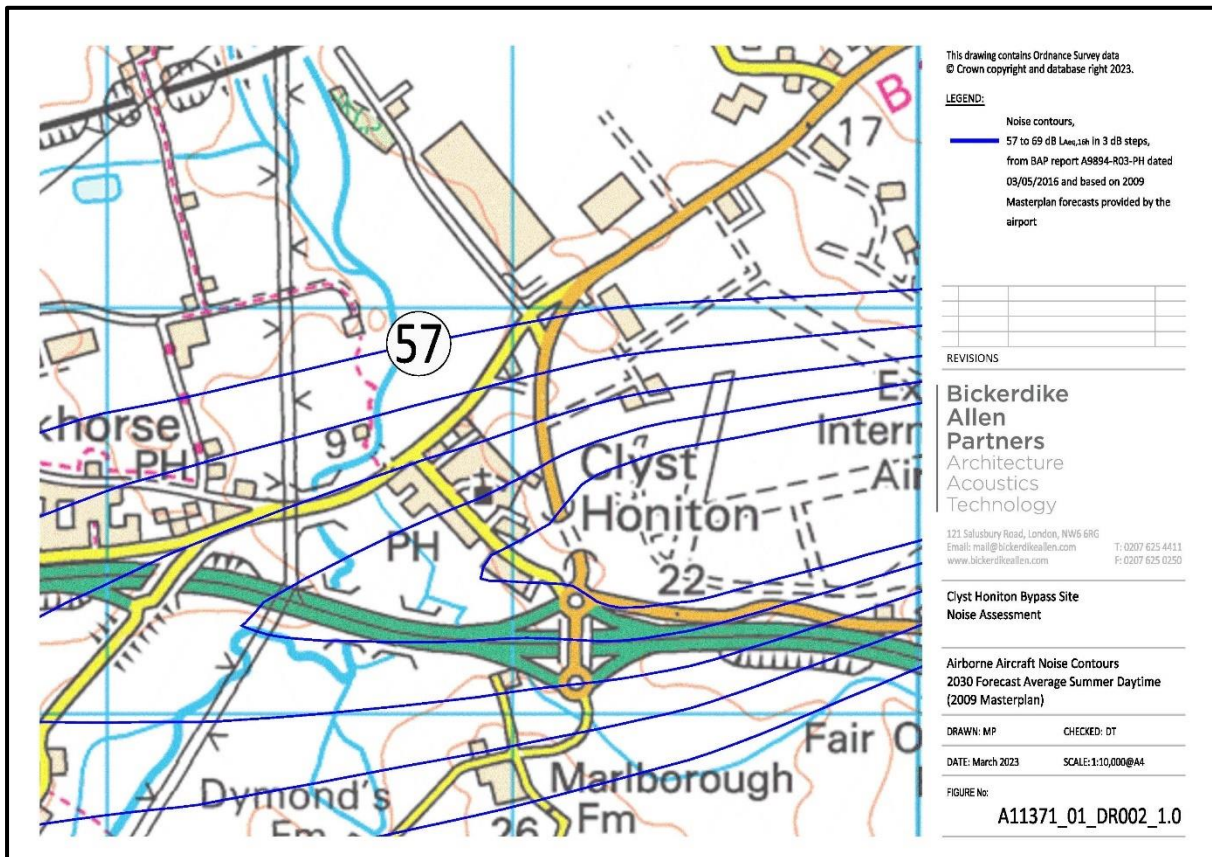 This drawing contains Ordnance Survey data
© Crown copyright and database right 2023.
LEGEND:
Noise contours,
57 to 69 dB LAeq,16h in 3 dB steps,
from BAP report A9894-R03-PH dated
03/05/2016 and based on 2009
Masterplan forecasts provided by the
airport
REVISIONS
Bickerdike
Allen
Partners
Architecture
Acoustics
Technology
121 Salusbury Road, London, NW6 6RG
Email: mail@bickerdikeallen.com T: 0207 625 4411
www.bickerdikeallen.com F: 0207 625 0250
Clyst Honiton Bypass Site
Noise Assessment
Airborne Aircraft Noise Contours
2030 Forecast Average Summer Daytime
(2009 Masterplan)
DRAWN: MP CHECKED: DT
DATE: March 2023 SCALE: 1:10,000@A4
FIGURE No:
A11371_01_DR002_1.0
B
17
57
Ex
khorse
PH
9
Intern
Clyst
Air
Honiton
PH
22
Fair O
Dymond's
Fm
Marlborough
Fm
26